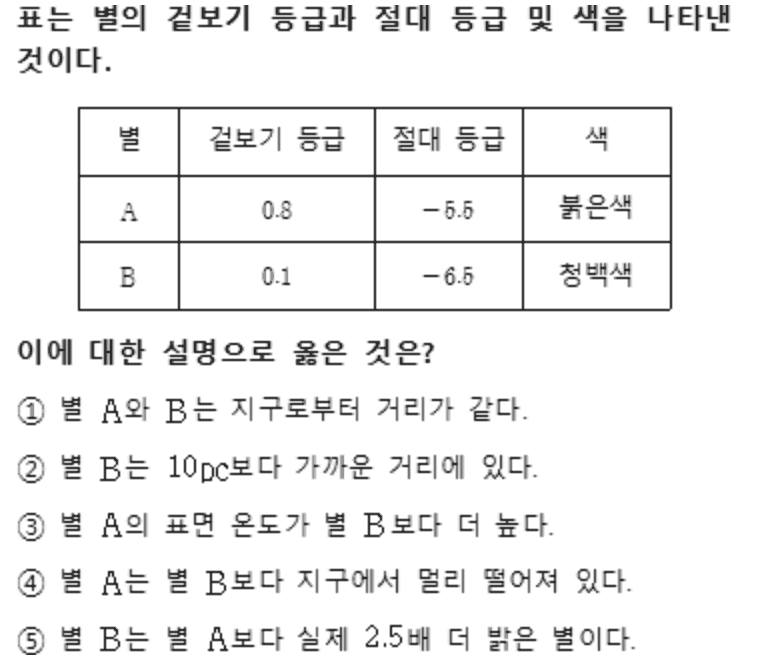 표는 별의 겉보기 등급과 절대 등급 및 색을 나타낸
것이다.
별 겉보기 등급 절대 등급 색
A 0.8 −5.5 붉은색
B 0.1 −6.5 청백색
이에 대한 설명으로 옳은 것은?
① 별 A와 B는 지구로부터 거리가 같다.
② 별 B는 10pc보다 가까운 거리에 있다.
③ 별 A의 표면 온도가 별 B보다 더 높다.
④ 별 A는 별 B보다 지구에서 멀리 떨어져 있다.
⑤ 별 B는 별 A보다 실제 2.5배 더 밝은 별이다.